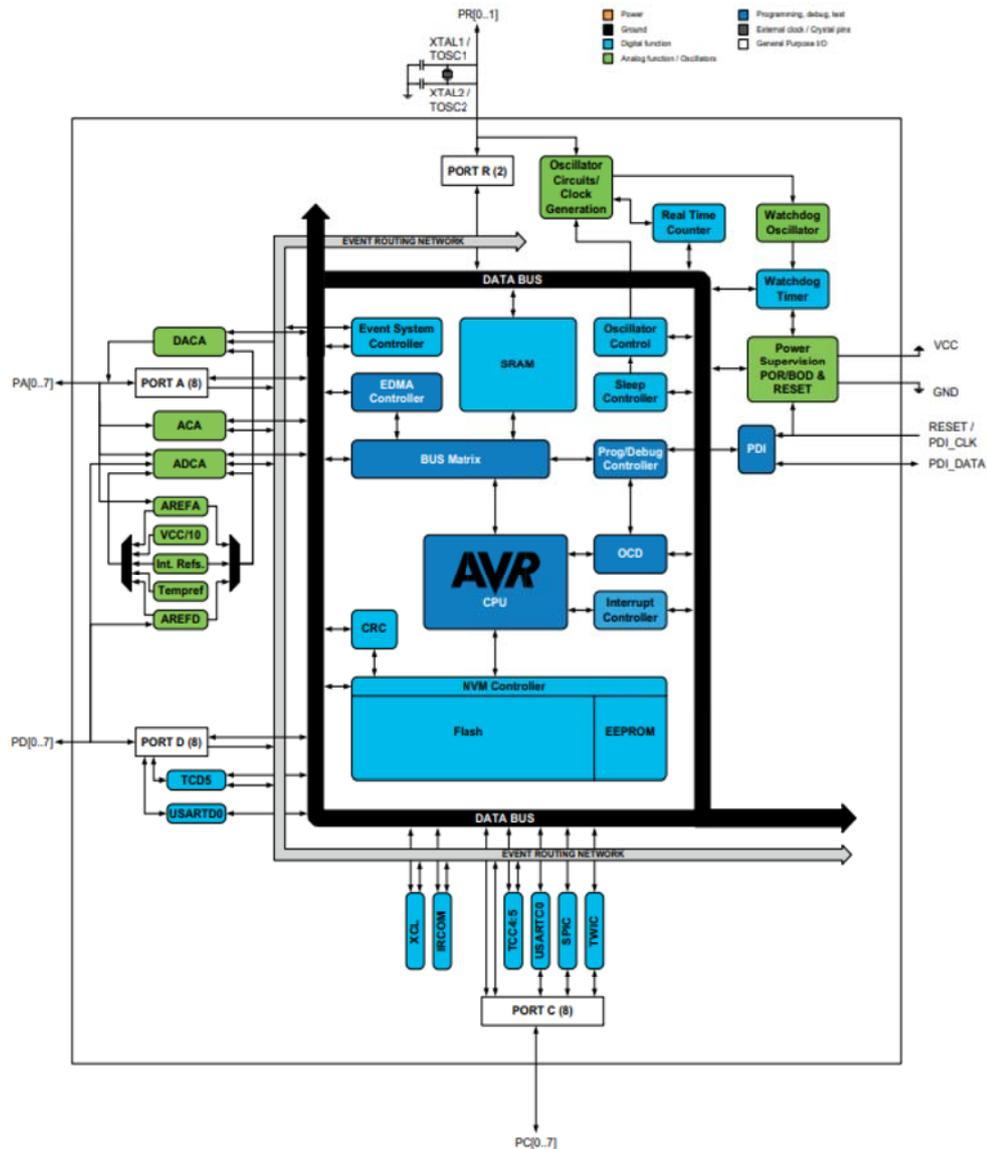 PR[0..1]
Power
Ground
Digital function
Analog function / Oscillators
Programming, debug, test
External clock / Crystal pins
General Purpose I/O
XTAL1 /
TOSC1
XTAL2 /
TOSC2
PORT R (2)
Oscillator
Circuits/
Clock
Generation
Real Time
Counter
Watchdog
Oscillator
EVENT ROUTING NETWORK
DATA BUS
Watchdog
Timer
Event System
Controller
SRAM
Oscillator
Control
Power
Supervision
POR/BOD &
RESET
VCC
GND
DACA
PA[0..7]
PORT A (8)
EDMA
Controller
Sleep
Controller
ACA
RESET /
PDI_CLK
PDI
PDI_DATA
ADCA
BUS Matrix
Prog/Debug
Controller
AREFA
VCC/10
Int. Refs.
Tempref
AREFD
AVR
CPU
OCD
Interrupt
Controller
CRC
NVM Controller
Flash
EEPROM
PD[0..7]
PORT D (8)
TCD5
USARTD0
DATA BUS
EVENT ROUTING NETWORK
XCL
IRCOM
TCC4:5
USARTC0
SPIC
TWIC
PORT C (8)
PC[0..7]